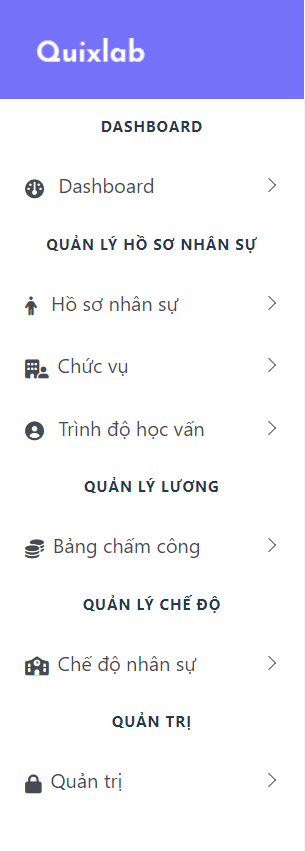 Quixlab
DASHBOARD
Dashboard
QUẢN LÝ HỒ SƠ NHÂN SỰ
Hồ sơ nhân sự
Chức vụ
Trình độ học vấn
QUẢN LÝ LƯƠNG
Bảng chấm công
QUẢN LÝ CHẾ ĐỘ
Chế độ nhân sự
QUẢN TRỊ
Quản trị